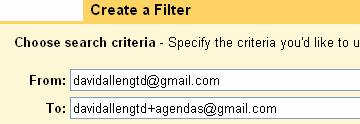 Create a Filter
Choose search criteria - Specify the criteria you'd like to u
From: davidallengtd@gmail.com
To: davidallengtd+agendas@gmail.com